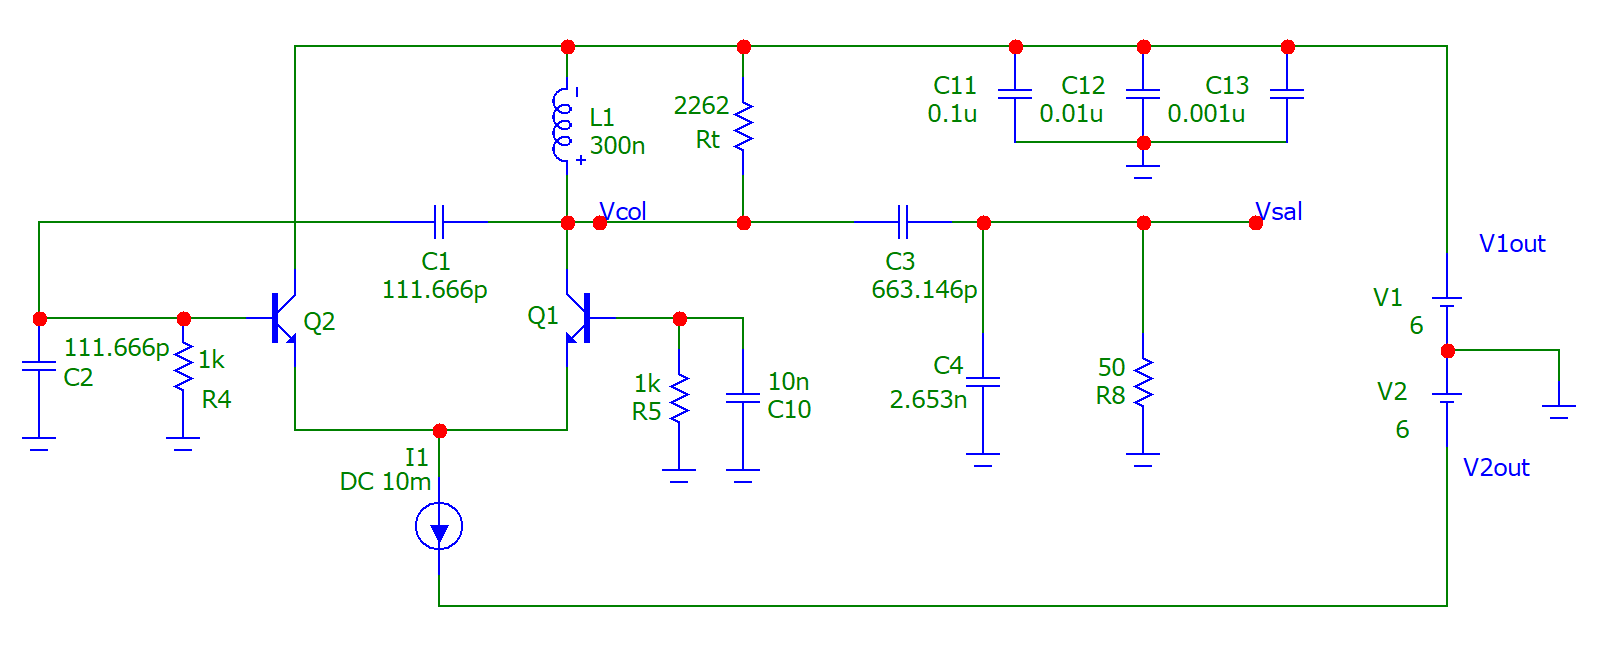 C11
0.1u
C12
0.01u
C13
0.001u
2262
Rt
L1
300n
Vcol
Vsal
V1out
C1
111.666p
C3
663.146p
V1
6
Q2
Q1
111.666p
C2
1k
R4
1k
R5
10n
C10
C4
2.653n
50
R8
V2
6
V2out
I1
DC 10m